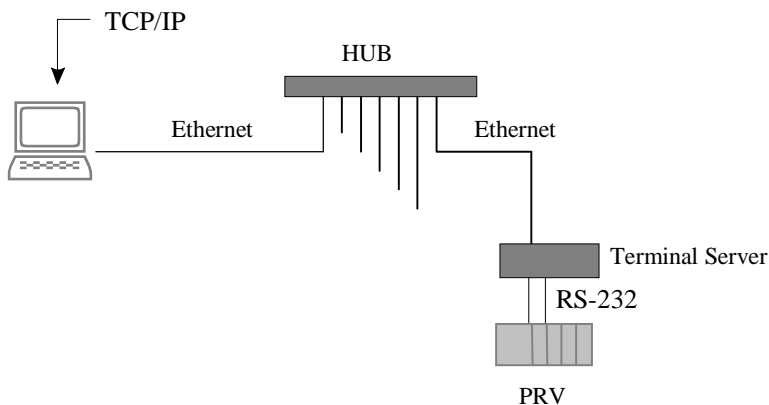 TCP/IP
HUB
Ethernet
Ethernet
Terminal Server
RS-232
PRV